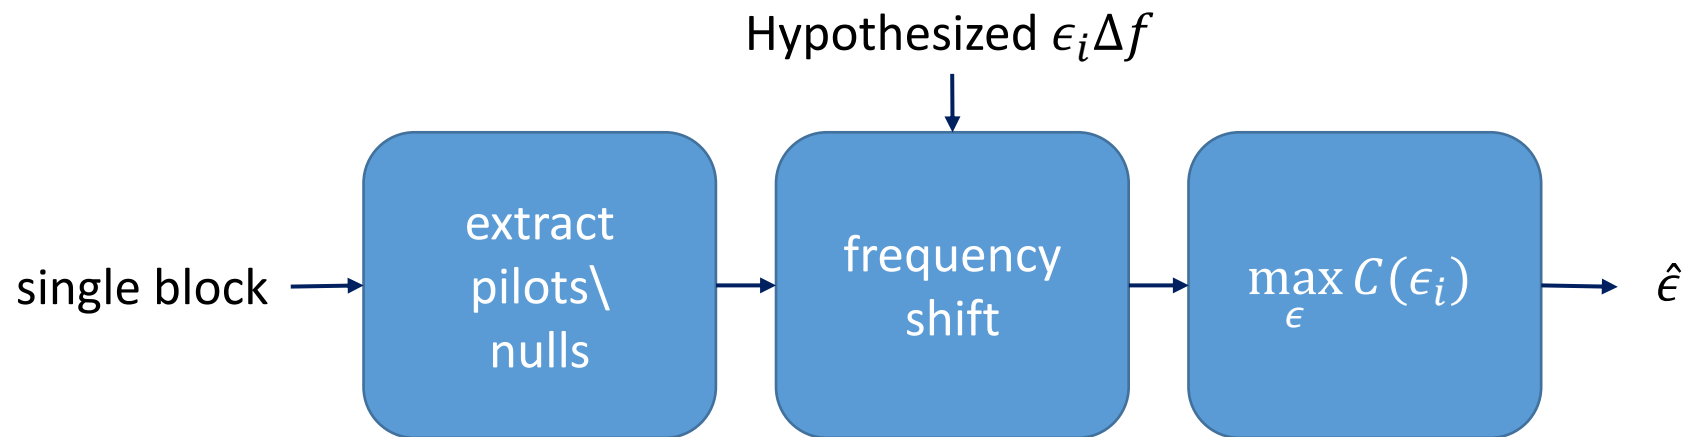 Hypothesized ϵᵢΔf
single block
extract
pilots\
nulls
frequency
shift
max C(ϵᵢ)
ϵ
ϵ̂